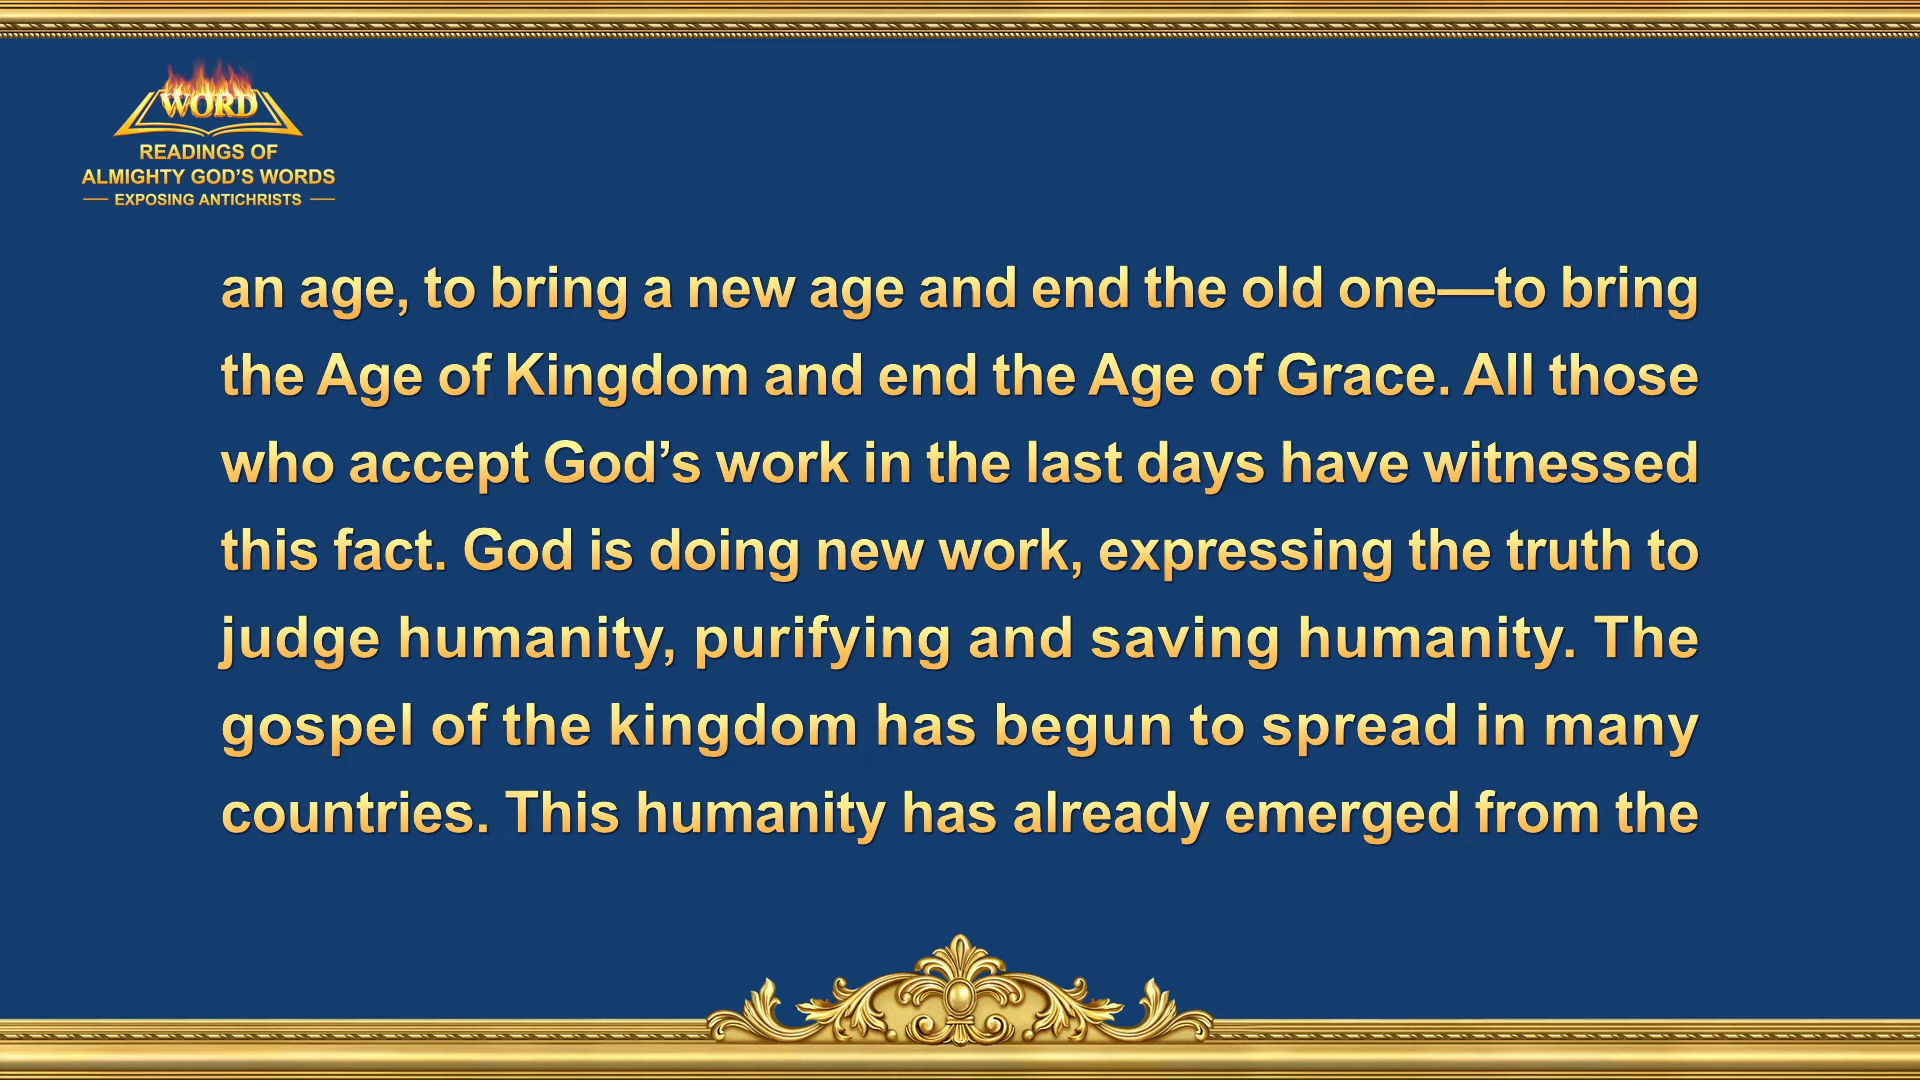 WORD
READINGS OF
ALMIGHTY GOD'S WORDS
EXPOSING ANTICHRISTS
an age, to bring a new age and end the old one—to bring
the Age of Kingdom and end the Age of Grace. All those
who accept God’s work in the last days have witnessed
this fact. God is doing new work, expressing the truth to
judge humanity, purifying and saving humanity. The
gospel of the kingdom has begun to spread in many
countries. This humanity has already emerged from the